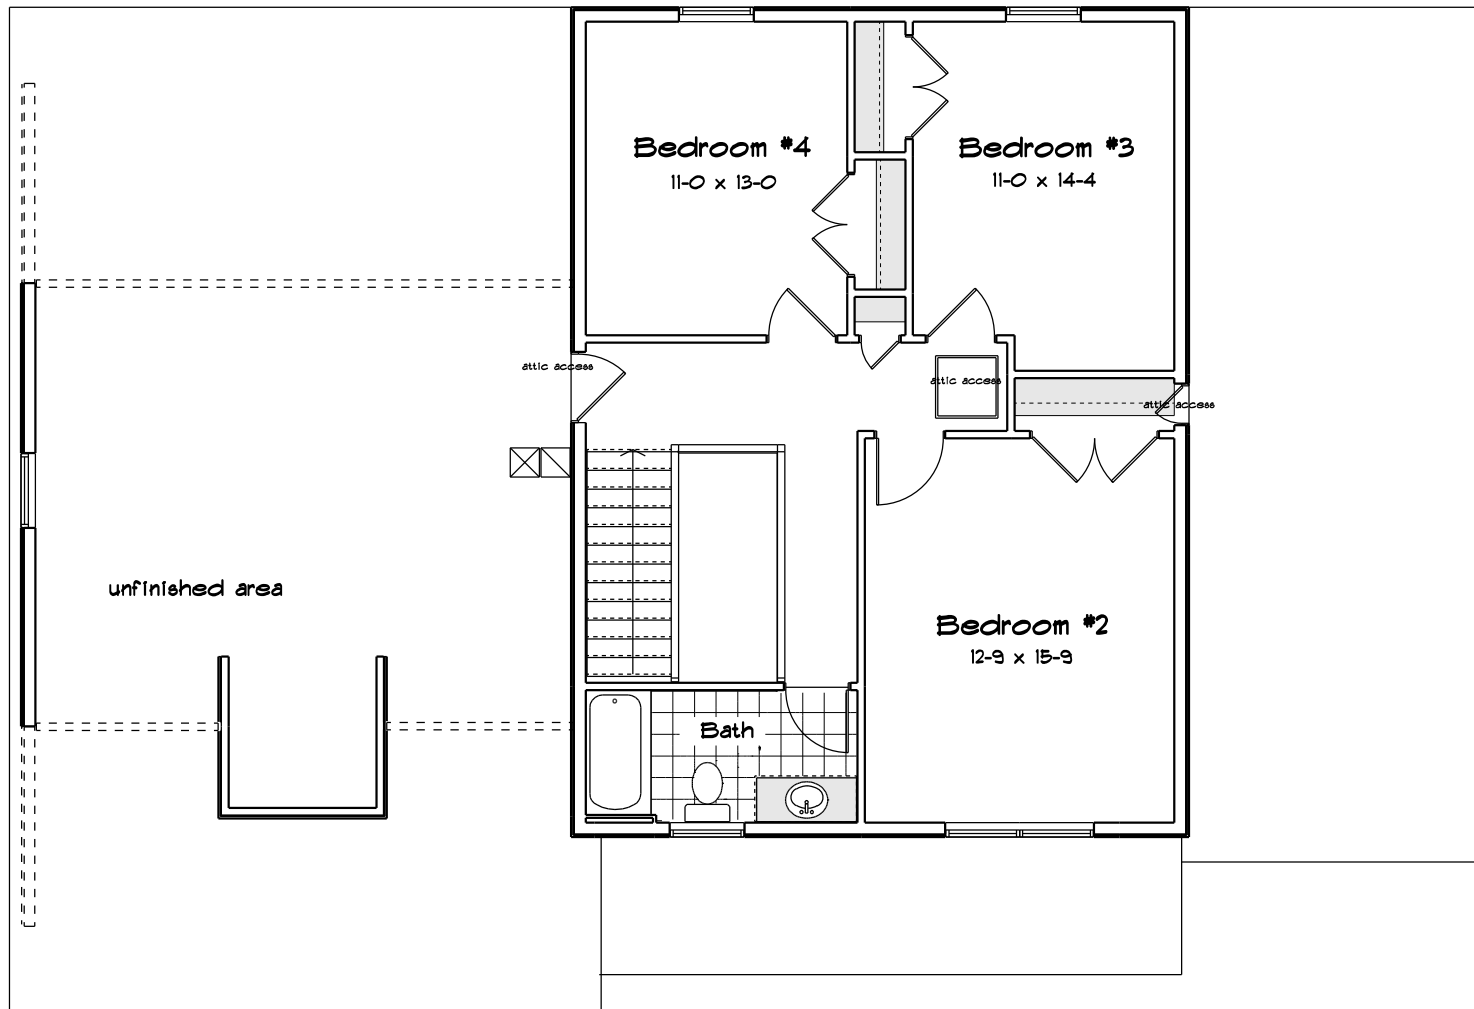 Bedroom #4
11-0 x 13-0
Bedroom #3
11-0 x 14-4
attic access
attic access
attic access
unfinished area
Bedroom #2
12-9 x 15-9
Bath